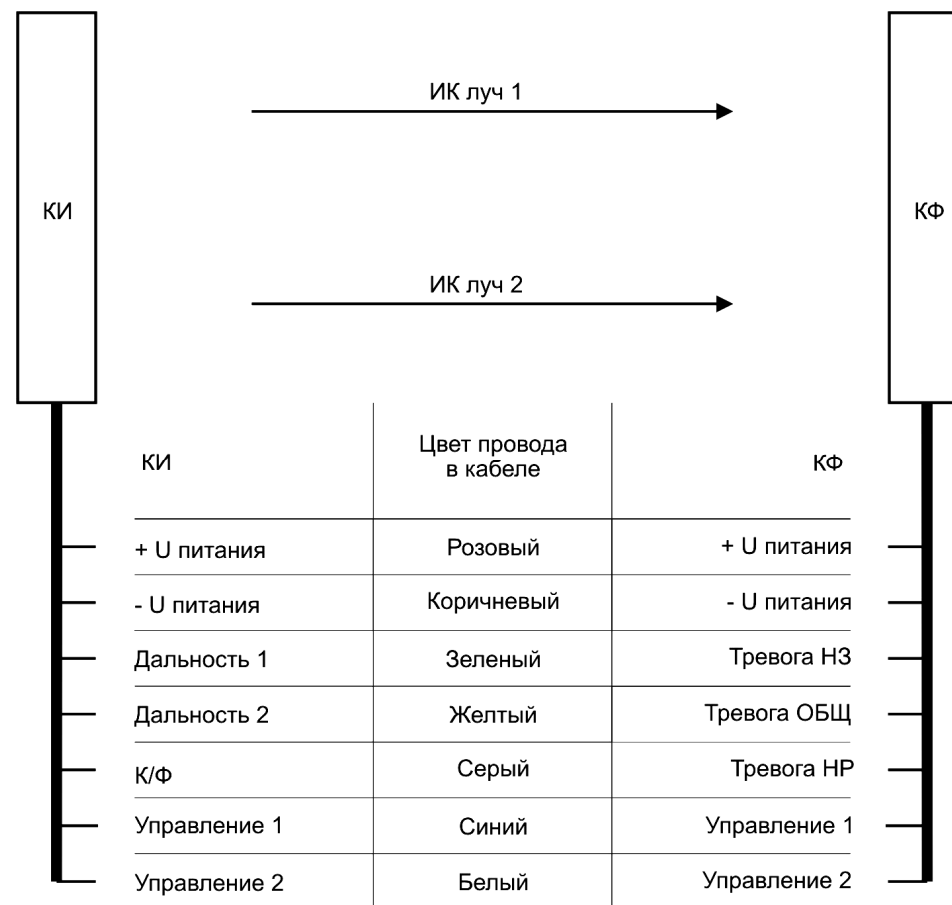 ИК луч 1
КИ
КФ
ИК луч 2
КИ
Цвет провода
в кабеле
КФ
+ U питания
Розовый
+ U питания
- U питания
Коричневый
- U питания
Дальность 1
Зеленый
Тревога НЗ
Дальность 2
Желтый
Тревога ОБЩ
К/Ф
Серый
Тревога НР
Управление 1
Синий
Управление 1
Управление 2
Белый
Управление 2